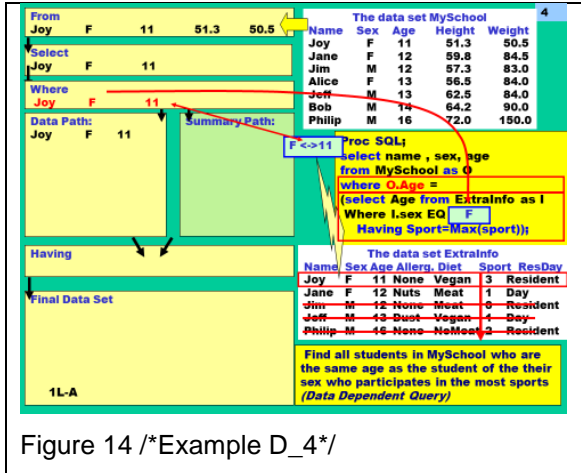 4
From
Joy F 11 51.3 50.5
Select
Joy F 11
Where
Joy F 11
Data Path:
Joy F 11
Summary Path:
Having
Final Data Set
1L-A
The data set MySchool
Name Sex Age Height Weight
Joy F 11 51.3 50.5
Jane F 12 59.8 84.5
Jim M 12 57.3 83.0
Alice F 13 56.5 84.0
Jeff M 13 62.5 84.0
Bob M 14 64.2 90.0
Philip M 16 72.0 150.0
F <->11
Proc SQL;
select name , sex, age
from MySchool as O
where O.Age =
(select Age from ExtraInfo as I
Where I.sex EQ F
Having Sport=Max(sport));
The data set ExtraInfo
Name Sex Age Allerg. Diet Sport ResDay
Joy F 11 None Vegan 3 Resident
Jane F 12 Nuts Meat 1 Day
Jim M 12 None Meat Resident
Jeff M 13 Dust Vegan 1 Day
Philip M 16 None NoMeat 2 Resident
Find all students in MySchool who are
the same age as the student of the their
sex who participates in the most sports
(Data Dependent Query)
Figure 14 /*Example D_4*/